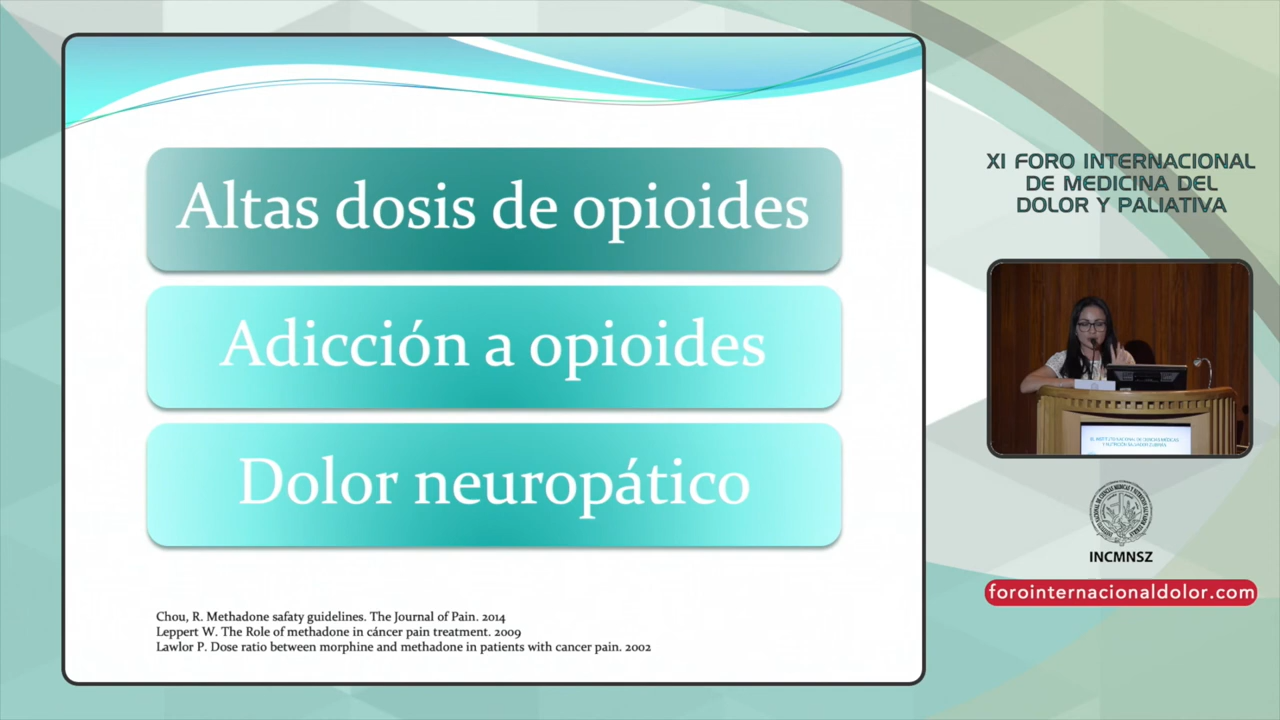 Altas dosis de opioides
Adicción a opioides
Dolor neuropático
Chou, R. Methadone safaty guidelines. The Journal of Pain. 2014
Leppert W. The Role of methadone in cáncer pain treatment. 2009
Lawlor P. Dose ratio between morphine and methadone in patients with cancer pain. 2002
XI FORO INTERNACIONAL
DE MEDICINA DEL
DOLOR Y PALIATIVA
INCMNSZ
forointernacionaldolor.com